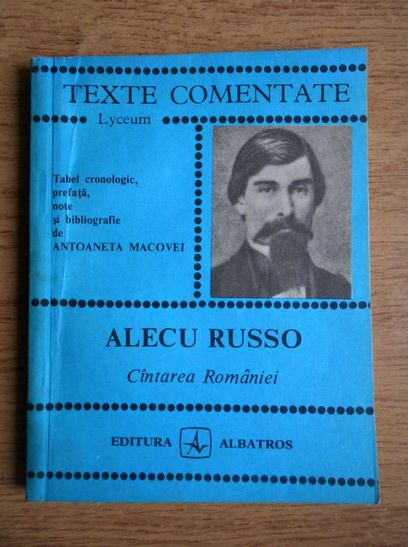 TEXTE COMENTATE
Lyceum
Tabel cronologic,
prefață,
note
și bibliografie
de
ANTOANETA MACOVEI
ALECU RUSSO
Cîntarea României
EDITURA ALBATROS